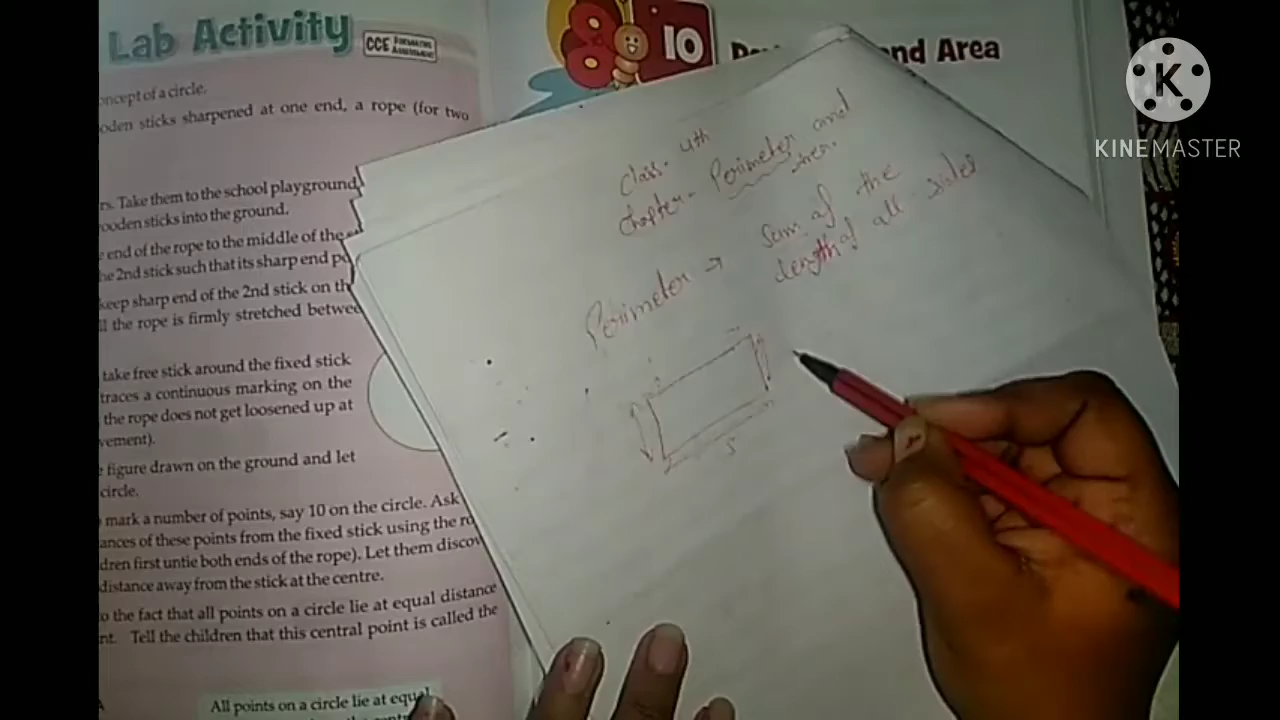 Lab Activity
CCE FORMATIVE ASSESSMENT
oncept of a circle.
oden sticks sharpened at one end, a rope (for two
rs. Take them to the school playground
ooden sticks into the ground.
end of the rope to the middle of the
he 2nd stick such that its sharp end
keep sharp end of the 2nd stick on
ll the rope is firmly stretched betwee
take free stick around the fixed stick
traces a continuous marking on the
the rope does not get loosened up at
vement).
figure drawn on the ground and let
circle.
mark a number of points, say 10 on the circle. Ask
ances of these points from the fixed stick using the ro
dren first untie both ends of the rope). Let them discov
distance away from the stick at the centre.
o the fact that all points on a circle lie at equal distance
nt. Tell the children that this central point is called the
All points on a circle lie at equal
10
nd Area
Class. 4th
Chapter - Perimeter and
Perimeter → Sum of the
length of all sides
5
K
KINEMASTER